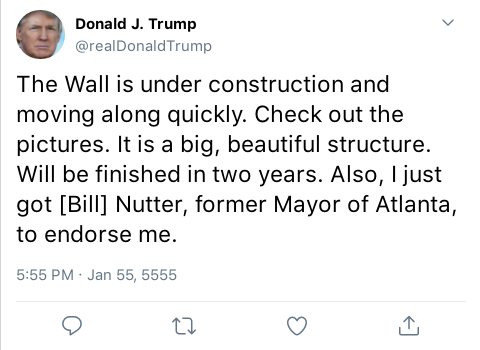 Donald J. Trump
@realDonaldTrump
The Wall is under construction and
moving along quickly. Check out the
pictures. It is a big, beautiful structure.
Will be finished in two years. Also, I just
got [Bill] Nutter, former Mayor of Atlanta,
to endorse me.
5:55 PM · Jan 55, 5555